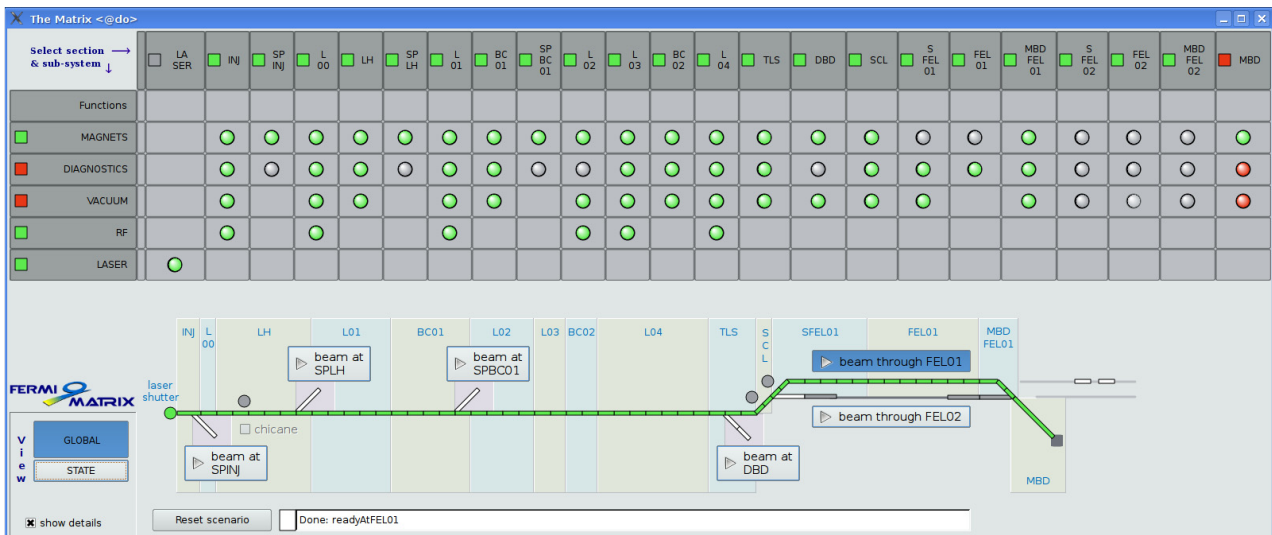 The Matrix <@do>
Select section →
& sub-system ↓
LA
SER
INJ
SP
INJ
L
00
LH
SP
LH
L
01
BC
01
SP
BC
01
L
02
L
03
BC
02
L
04
TLS
DBD
SCL
S
FEL
01
FEL
01
MBD
FEL
01
S
FEL
02
FEL
02
MBD
FEL
02
MBD
Functions
MAGNETS
DIAGNOSTICS
VACUUM
RF
LASER
INJ
L
00
LH
L01
BC01
L02
L03
BC02
L04
TLS
S
C
L
SFEL01
FEL01
MBD
FEL01
beam at
SPLH
beam at
SPBC01
beam through FEL01
FERMI
MATRIX
laser
shutter
chicane
beam through FEL02
View
GLOBAL
STATE
beam at
SPINJ
beam at
DBD
MBD
show details
Reset scenario
Done: readyAtFEL01